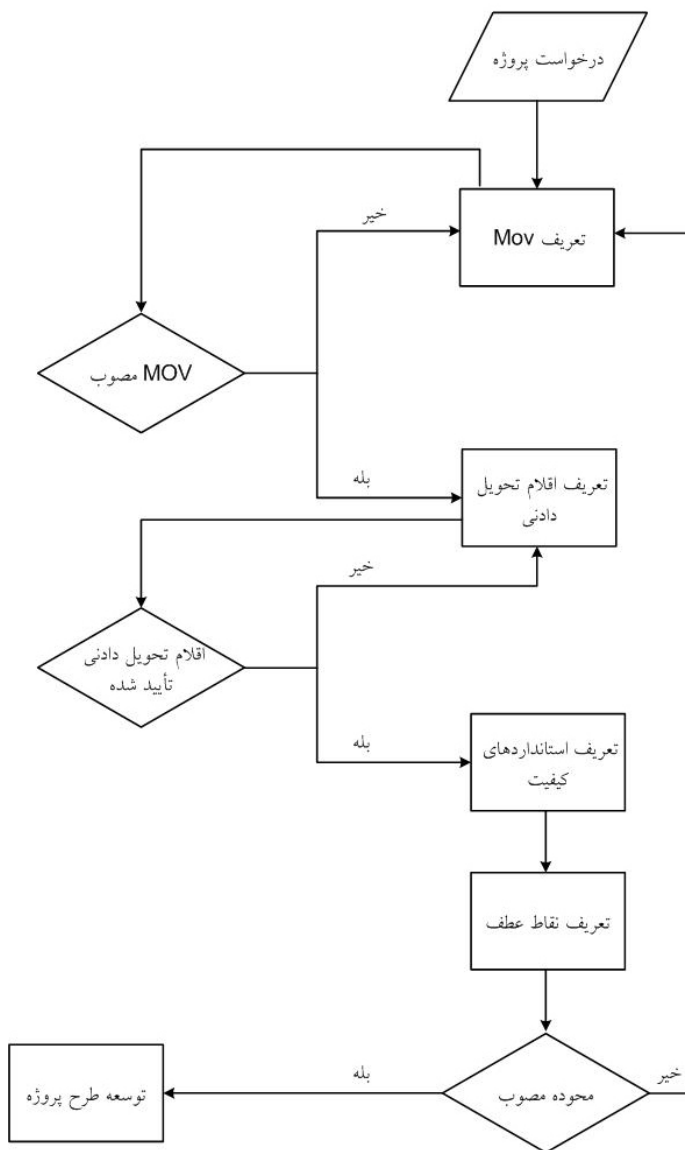 درخواست پروژه
خیر
تعریف Mov
MOV مصوب
بله
تعریف اقلام تحویل
دادنی
خیر
اقلام تحویل دادنی
تأیید شده
بله
تعریف استانداردهای
کیفیت
تعریف نقاط عطف
خیر
محوده مصوب
بله
توسعه طرح پروژه